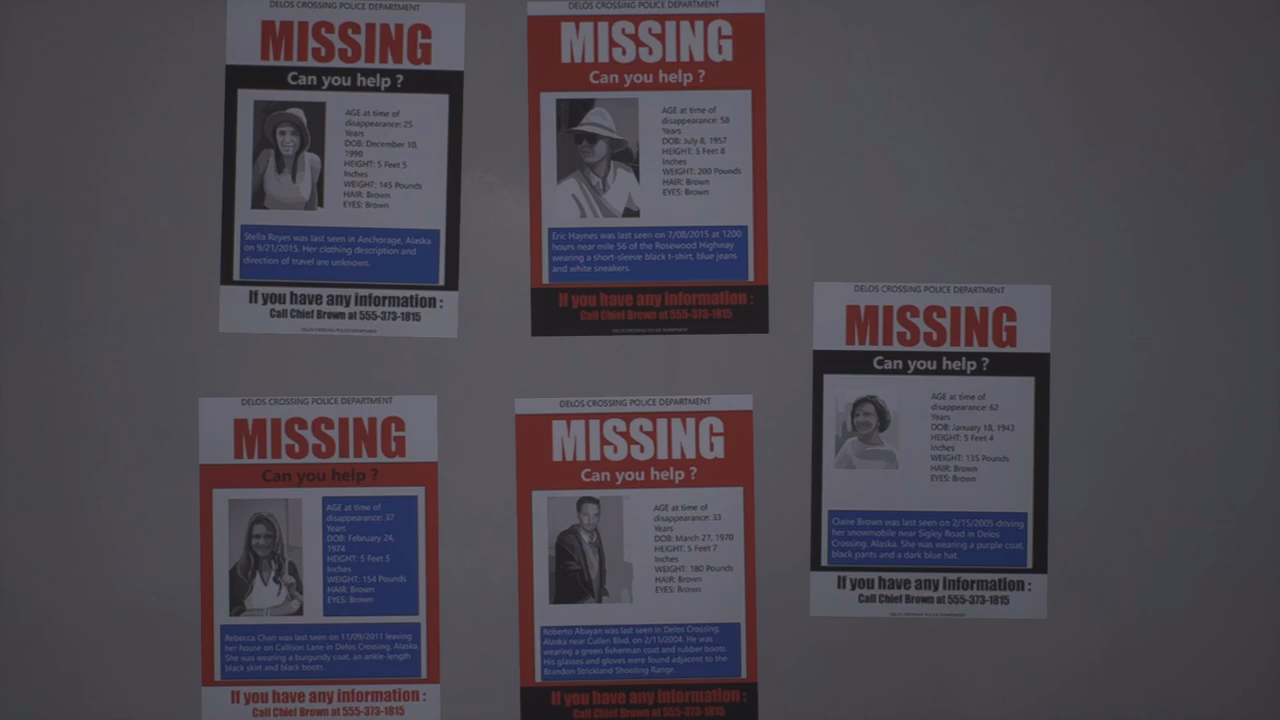 DELOS CROSSING POLICE DEPARTMENT
MISSING
Can you help ?
AGE at time of
disappearance: 25
Years
DOB: December 10,
1990
HEIGHT: 5 Feet 5
Inches
WEIGHT: 145 Pounds
HAIR: Brown
EYES: Brown
Stella Reyes was last seen in Anchorage, Alaska
on 9/21/2015. Her clothing description and
direction of travel are unknown.
If you have any information :
Call Chief Brown at 555-373-1815
DELOS CROSSING POLICE DEPARTMENT
DELOS CROSSING POLICE DEPARTMENT
MISSING
Can you help ?
AGE at time of
disappearance: 58
Years
DOB: July 8, 1957
HEIGHT: 5 Feet 8
Inches
WEIGHT: 200 Pounds
HAIR: Brown
EYES: Brown
Eric Haynes was last seen on 7/08/2015 at 1200
hours near mile 56 of the Rosewood Highway
wearing a short-sleeve black t-shirt, blue jeans
and white sneakers
If you have any information :
Call Chief Brown at 555-373-1815
DELOS CROSSING POLICE DEPARTMENT
DELOS CROSSING POLICE DEPARTMENT
MISSING
Can you help ?
AGE at time of
disappearance: 62
Years
DOB: January 18, 1943
HEIGHT: 5 Feet 4
Inches
WEIGHT: 135 Pounds
HAIR: Brown
EYES: Brown
Claire Brown was last seen on 2/15/2005 driving
her snowmobile near Sigley Road in Delos
Crossing, Alaska. She was wearing a purple coat,
black pants and a dark blue hat.
If you have any information :
Call Chief Brown at 555-373-1815
DELOS CROSSING POLICE DEPARTMENT
DELOS CROSSING POLICE DEPARTMENT
MISSING
Can you help ?
AGE at time of
disappearance: 37
Years
DOB: February 24,
1974
HEIGHT: 5 Feet 5
Inches
WEIGHT: 154 Pounds
HAIR: Brown
EYES: Brown
Rebecca Chan was last seen on 11/09/2011 leaving
her house on Callison Lane in Delos Crossing, Alaska.
She was wearing a burgundy coat, an ankle-length
black skirt and black boots.
If you have any information :
Call Chief Brown at 555-373-1815
DELOS CROSSING POLICE DEPARTMENT
MISSING
Can you help ?
AGE at time of
disappearance: 33
Years
DOB: March 27, 1970
HEIGHT: 5 Feet 7
Inches
WEIGHT: 180 Pounds
HAIR: Brown
EYES: Brown
Roberto Abayan was last seen in Delos Crossing,
Alaska near Cullen Blvd. on 2/11/2004. He was
wearing a green fisherman coat and rubber boots.
His glasses and gloves were found adjacent to the
Brandon Strickland Shooting Range.
If you have any information :
Call Chief Brown at 555-373-1815